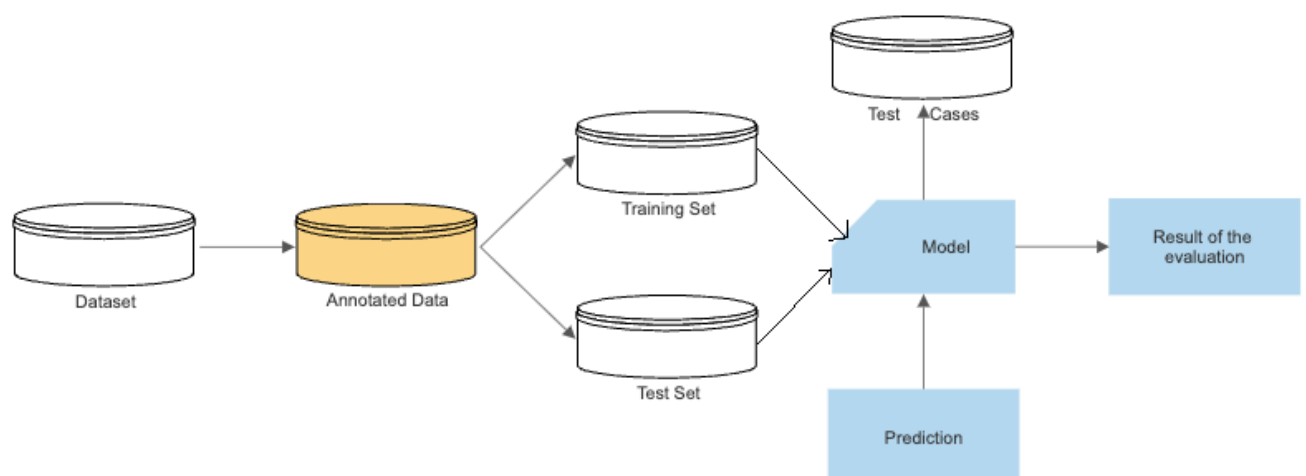 Test Cases
Training Set
Model
Result of the
evaluation
Dataset
Annotated Data
Test Set
Prediction